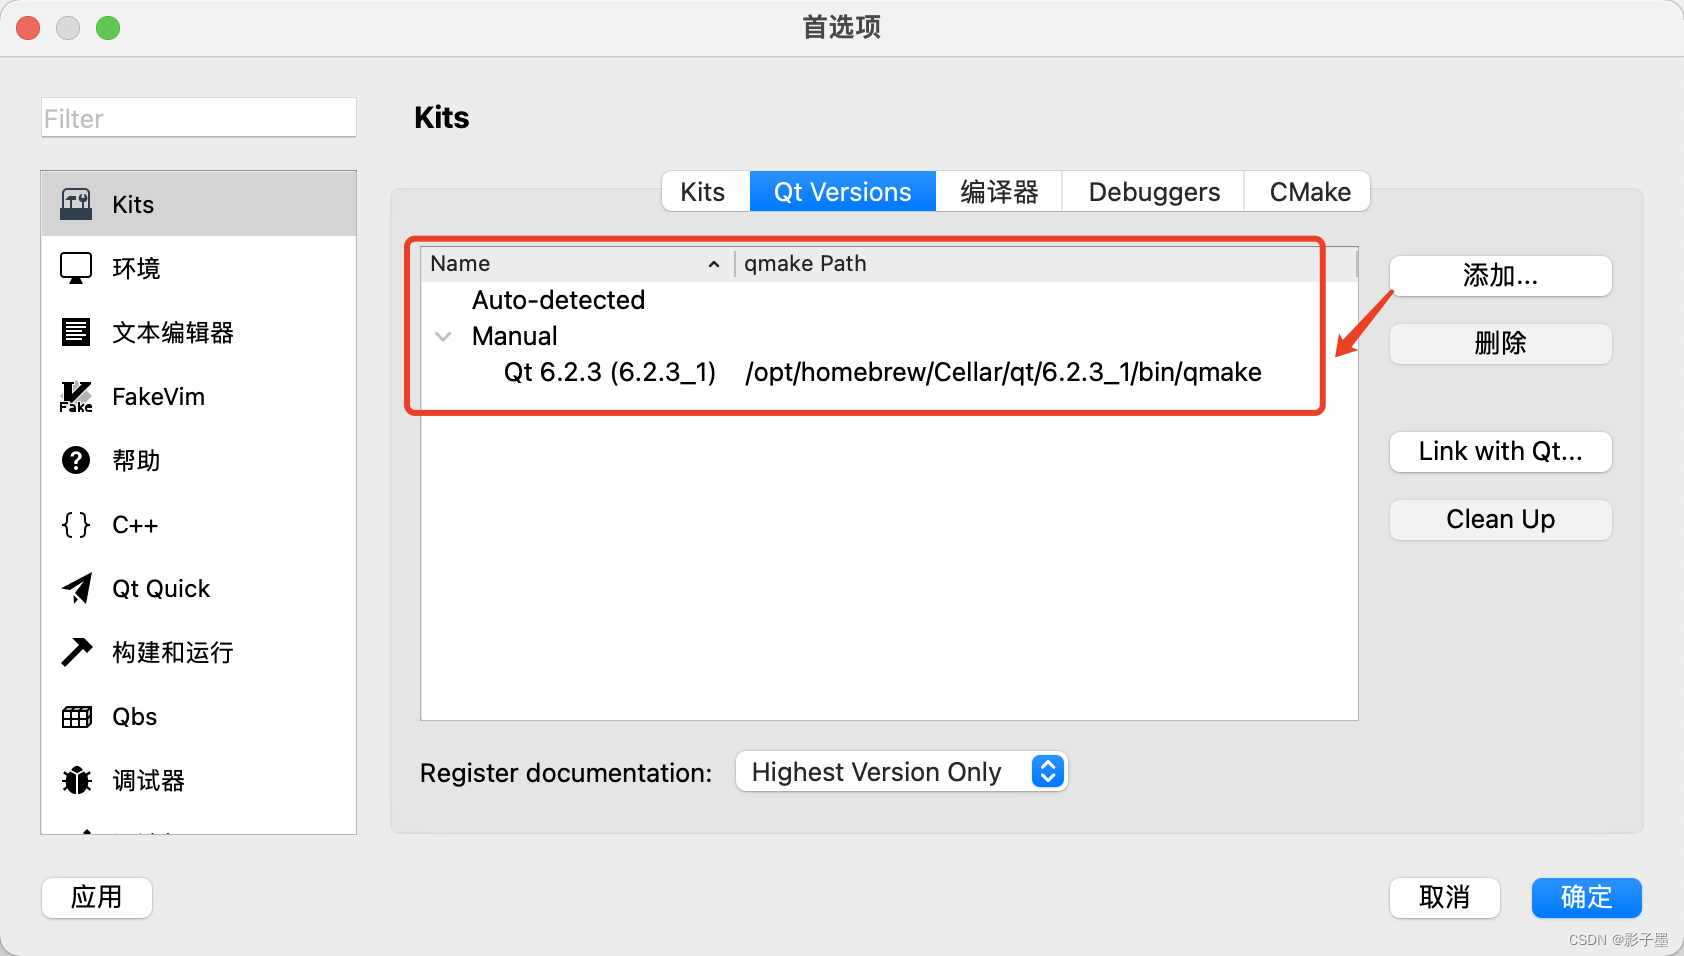 首选项
Filter
Kits
Kits
环境
文本编辑器
FakeVim
帮助
C++
Qt Quick
构建和运行
Qbs
调试器
Kits Qt Versions 编译器 Debuggers CMake
Name qmake Path
Auto-detected
Manual
Qt 6.2.3 (6.2.3_1) /opt/homebrew/Cellar/qt/6.2.3_1/bin/qmake
添加...
删除
Link with Qt...
Clean Up
Register documentation: Highest Version Only
应用
取消
确定
CSDN @影子墨